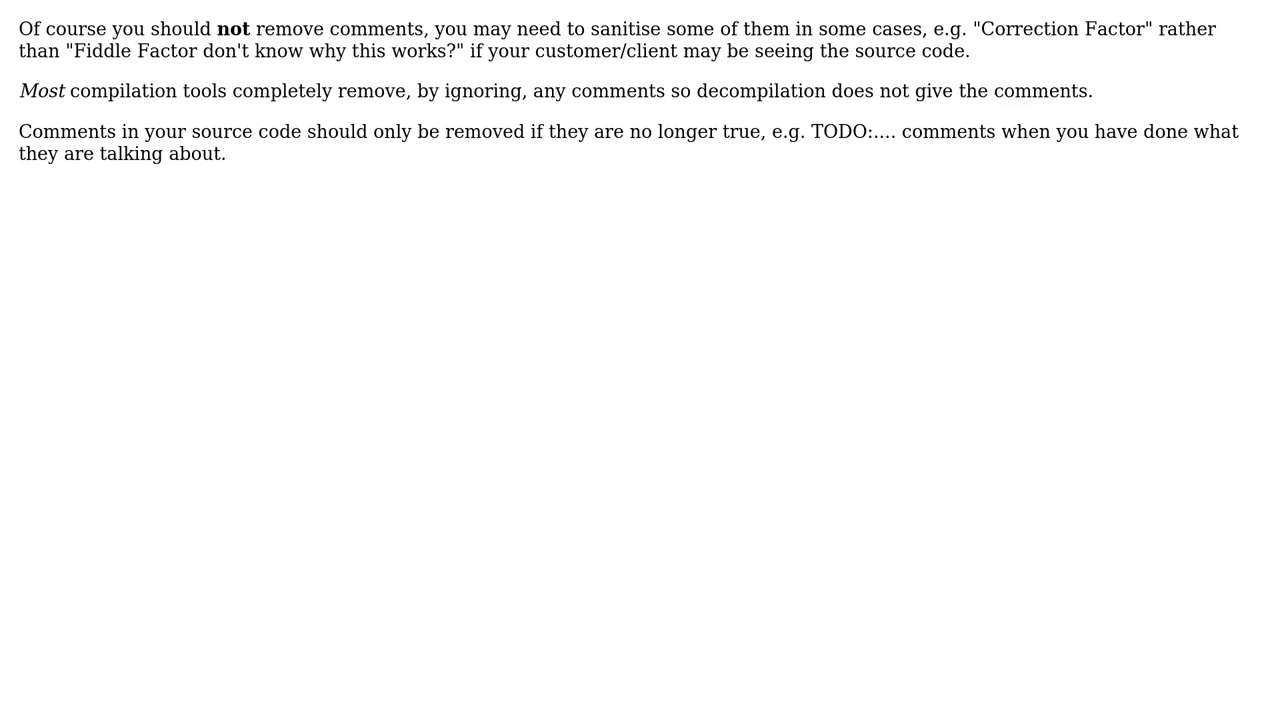 Of course you should not remove comments, you may need to sanitise some of them in some cases, e.g. "Correction Factor" rather
than "Fiddle Factor don't know why this works?" if your customer/client may be seeing the source code.
Most compilation tools completely remove, by ignoring, any comments so decompilation does not give the comments.
Comments in your source code should only be removed if they are no longer true, e.g. TODO:.... comments when you have done what
they are talking about.